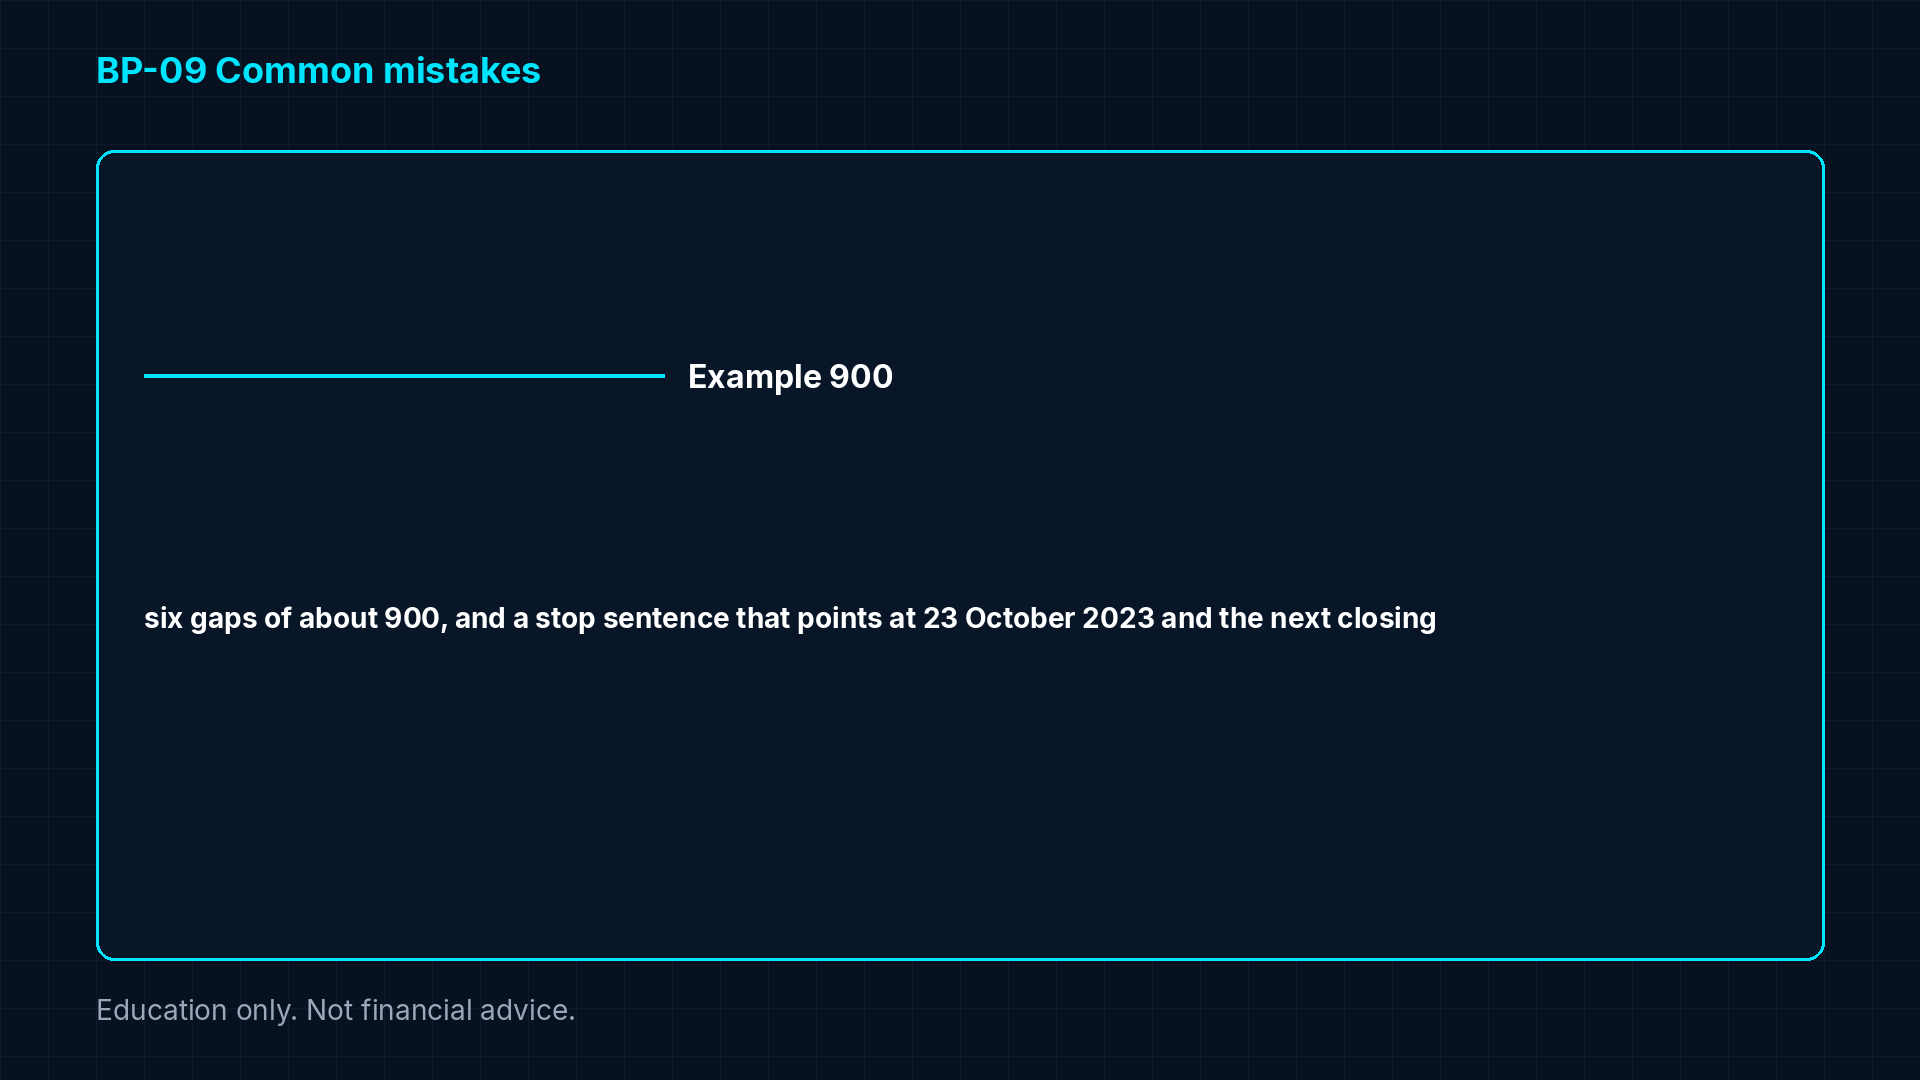 BP-09 Common mistakes
Example 900
six gaps of about 900, and a stop sentence that points at 23 October 2023 and the next closing
Education only. Not financial advice.